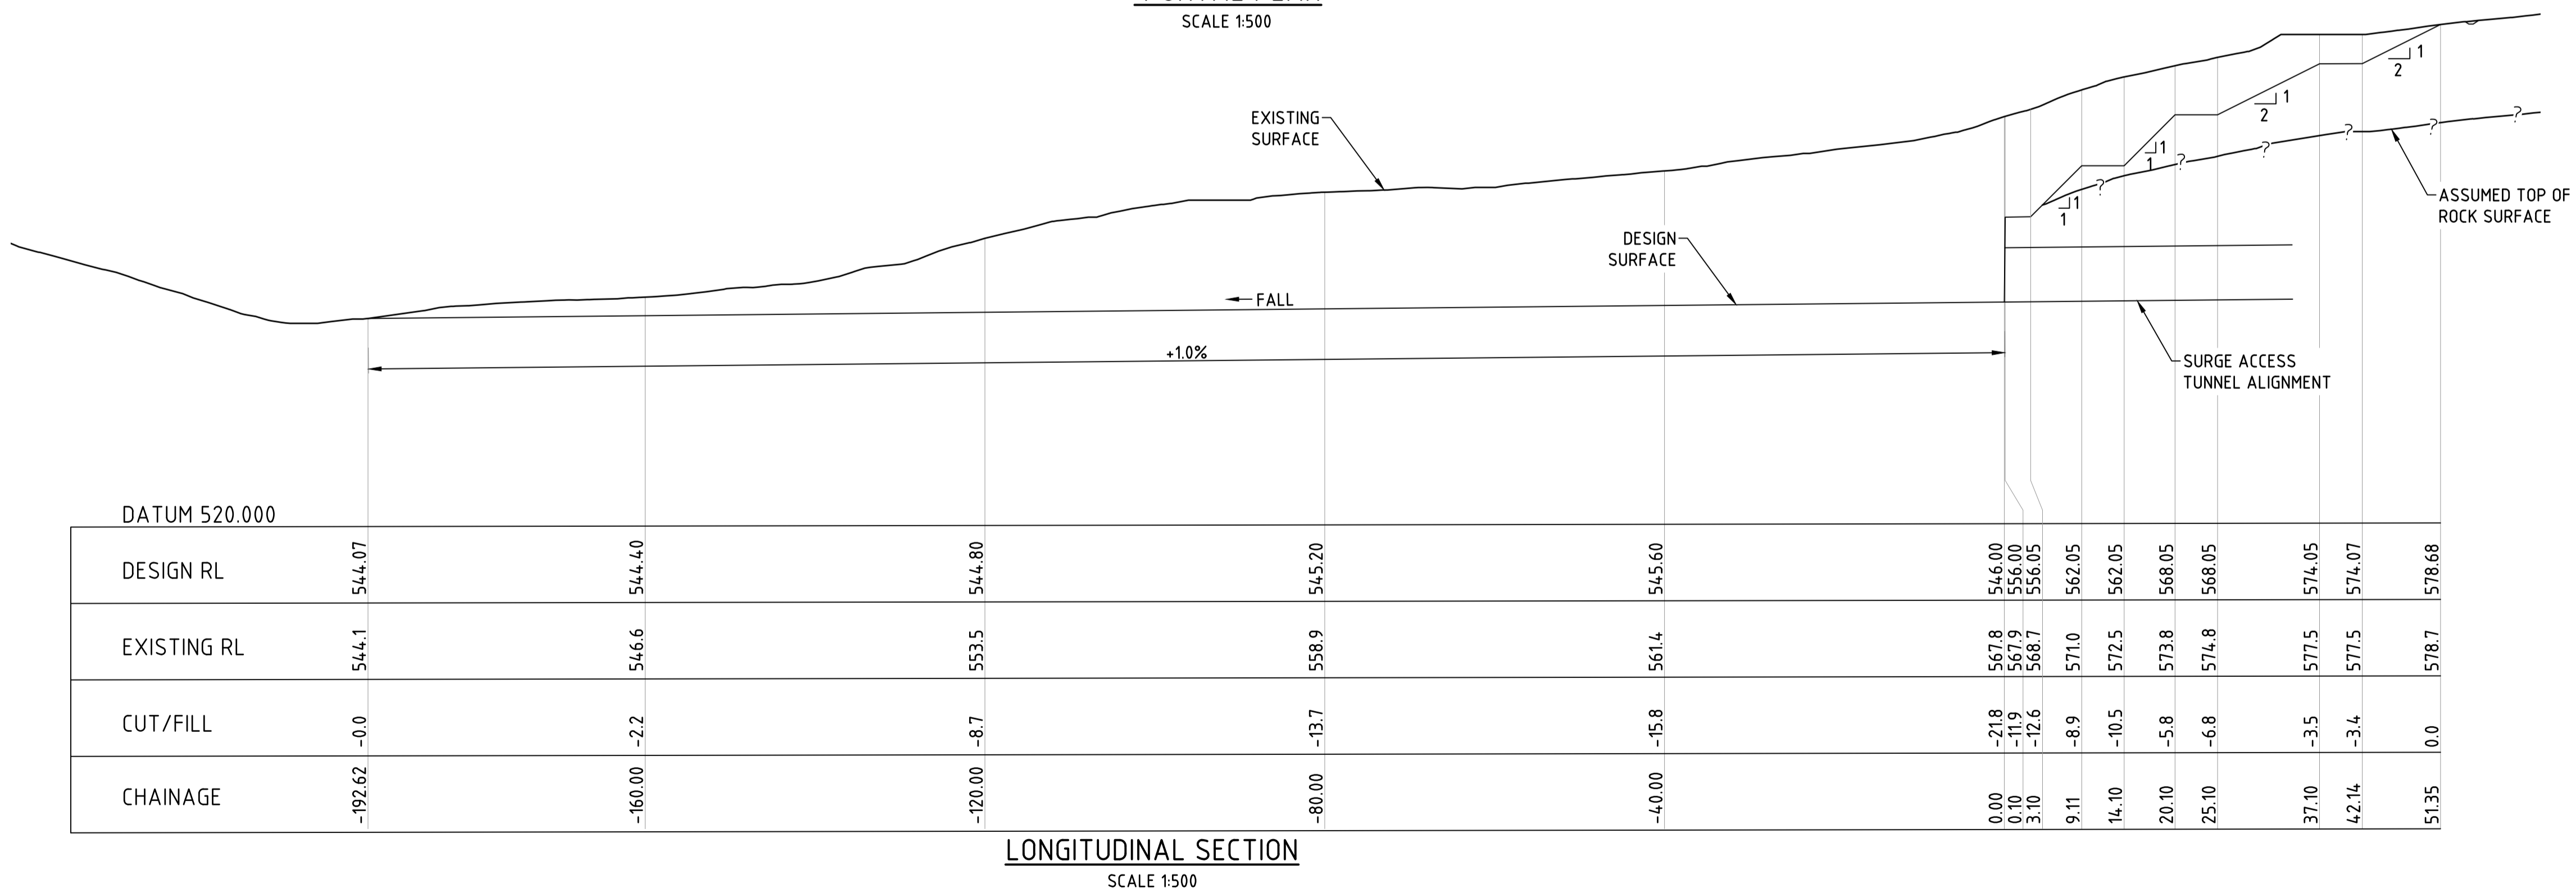 SCALE 1:500
1
2
1
2
EXISTING
SURFACE
?
?
?
?
1
1
?
?
1
1
ASSUMED TOP OF
ROCK SURFACE
DESIGN
SURFACE
FALL
+1.0%
SURGE ACCESS
TUNNEL ALIGNMENT
DATUM 520.000
DESIGN RL 544.07 544.40 544.80 545.20 545.60 546.00 556.00 556.05 562.05 562.05 568.05 568.05 574.05 574.07 578.68
EXISTING RL 544.1 546.6 553.5 558.9 561.4 567.8 567.9 568.7 571.0 572.5 573.8 574.8 577.5 577.5 578.7
CUT/FILL -0.0 -2.2 -8.7 -13.7 -15.8 -21.8 -11.9 -12.6 -8.9 -10.5 -5.8 -6.8 -3.5 -3.4 0.0
CHAINAGE -192.62 -160.00 -120.00 -80.00 -40.00 0.00 0.10 3.10 9.11 14.10 20.10 25.10 37.10 42.14 51.35
LONGITUDINAL SECTION
SCALE 1:500